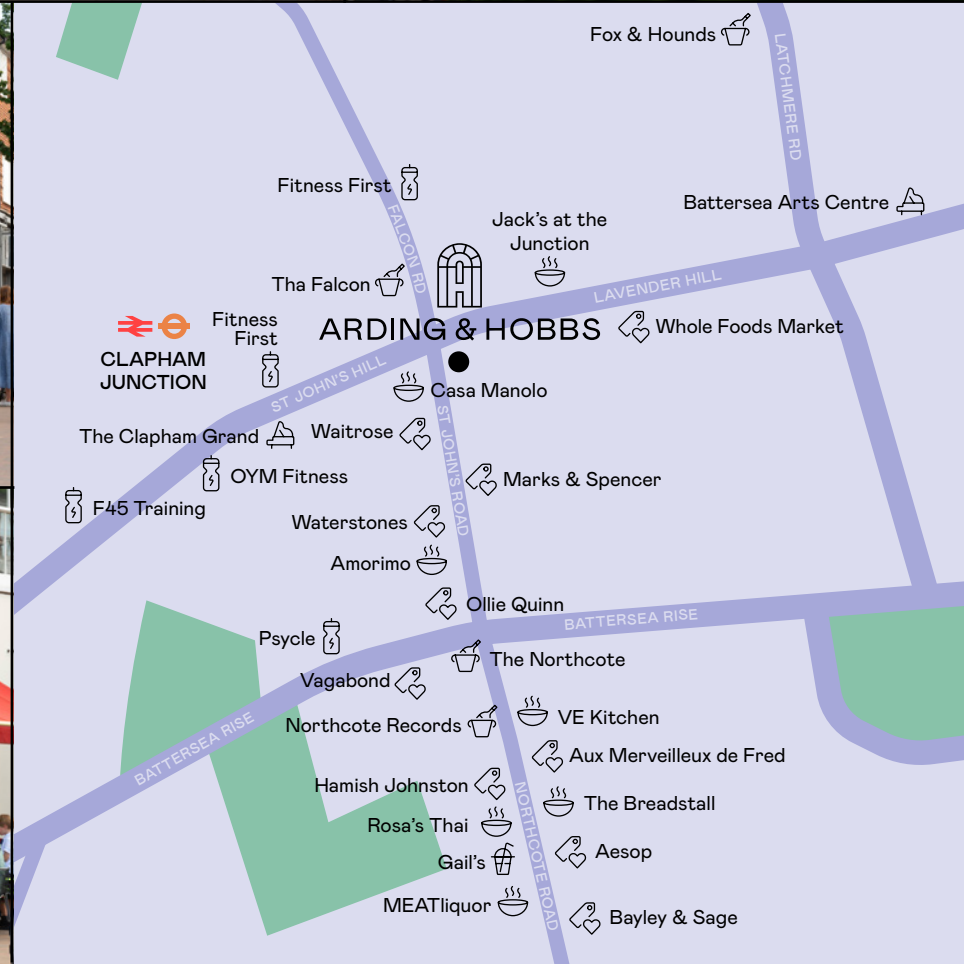 Fox & Hounds
LATCHMERE RD
Fitness First
FALCON RD
Battersea Arts Centre
Jack's at the
Junction
Tha Falcon
LAVENDER HILL
Fitness
First
ARDING & HOBBS
Whole Foods Market
CLAPHAM
JUNCTION
ST JOHN'S HILL
Casa Manolo
The Clapham Grand
Waitrose
ST JOHN'S ROAD
OYM Fitness
Marks & Spencer
F45 Training
Waterstones
Amorimo
Ollie Quinn
BATTERSEA RISE
Psycle
The Northcote
Vagabond
Northcote Records
VE Kitchen
BATTERSEA RISE
Aux Merveilleux de Fred
Hamish Johnston
The Breadstall
NORTHCOTE ROAD
Rosa's Thai
Aesop
Gail's
MEATliquor
Bayley & Sage